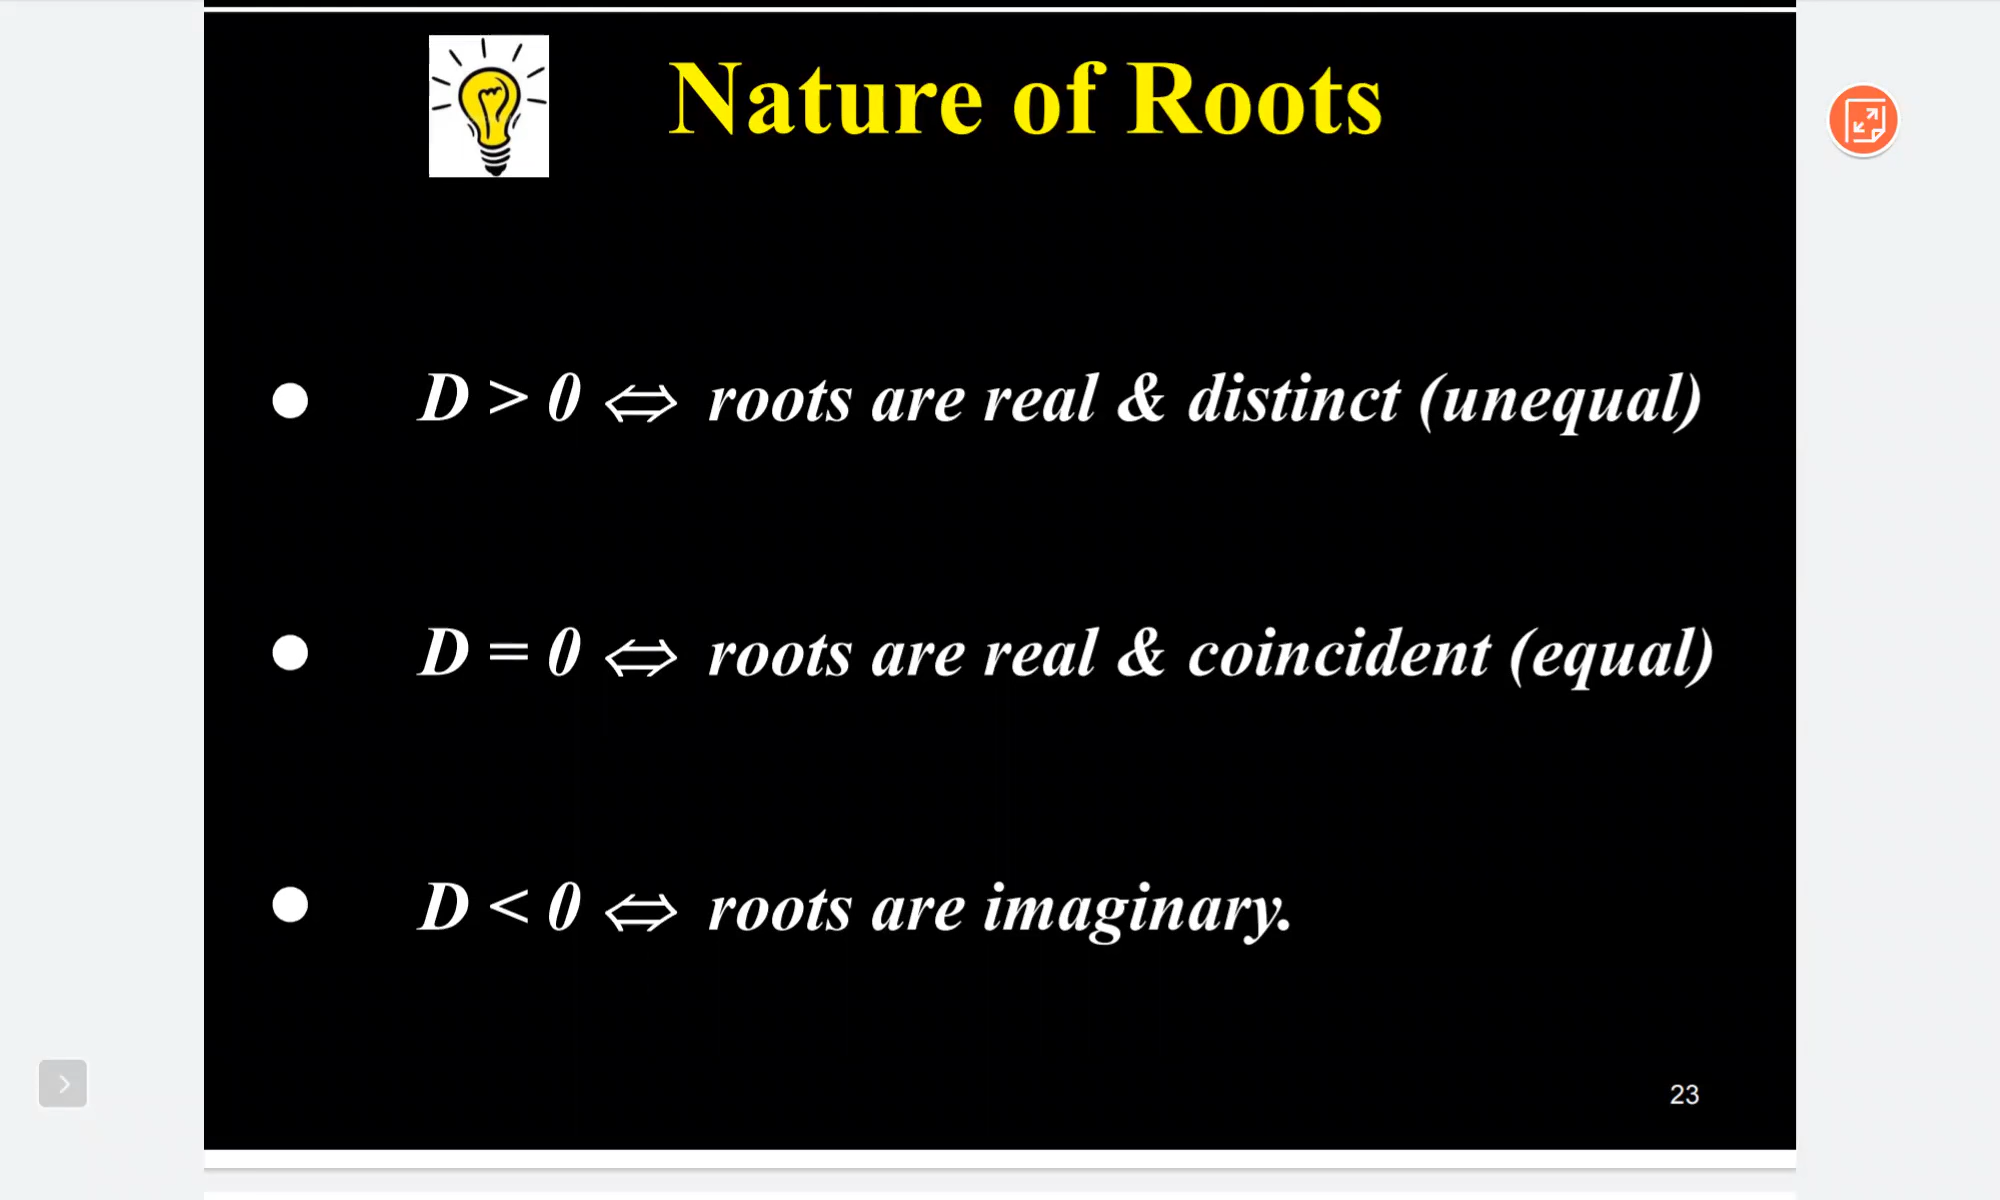 Nature of Roots
● D > 0 ⇔ roots are real & distinct (unequal)
● D = 0 ⇔ roots are real & coincident (equal)
● D < 0 ⇔ roots are imaginary.
23